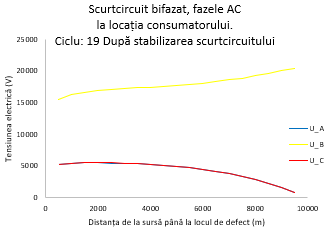 Scurtcircuit bifazat, fazele AC
la locația consumatorului.
Ciclu: 19 După stabilizarea scurtcircuitului
Tensiunea electrică (V)
25000
20000
15000
10000
5000
0
0 2000 4000 6000 8000 10000
Distanța de la sursă până la locul de defect (m)
U_A
U_B
U_C